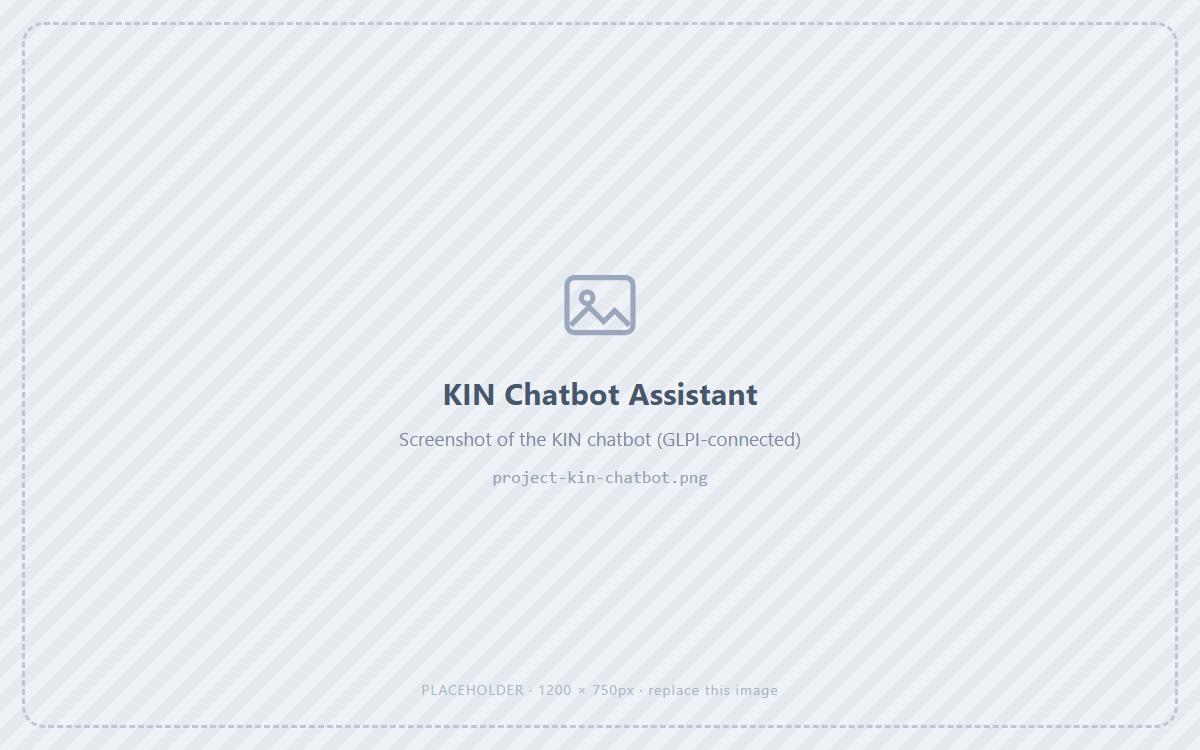 KIN Chatbot Assistant
Screenshot of the KIN chatbot (GLPI-connected)
project-kin-chatbot.png
PLACEHOLDER · 1200 × 750px · replace this image